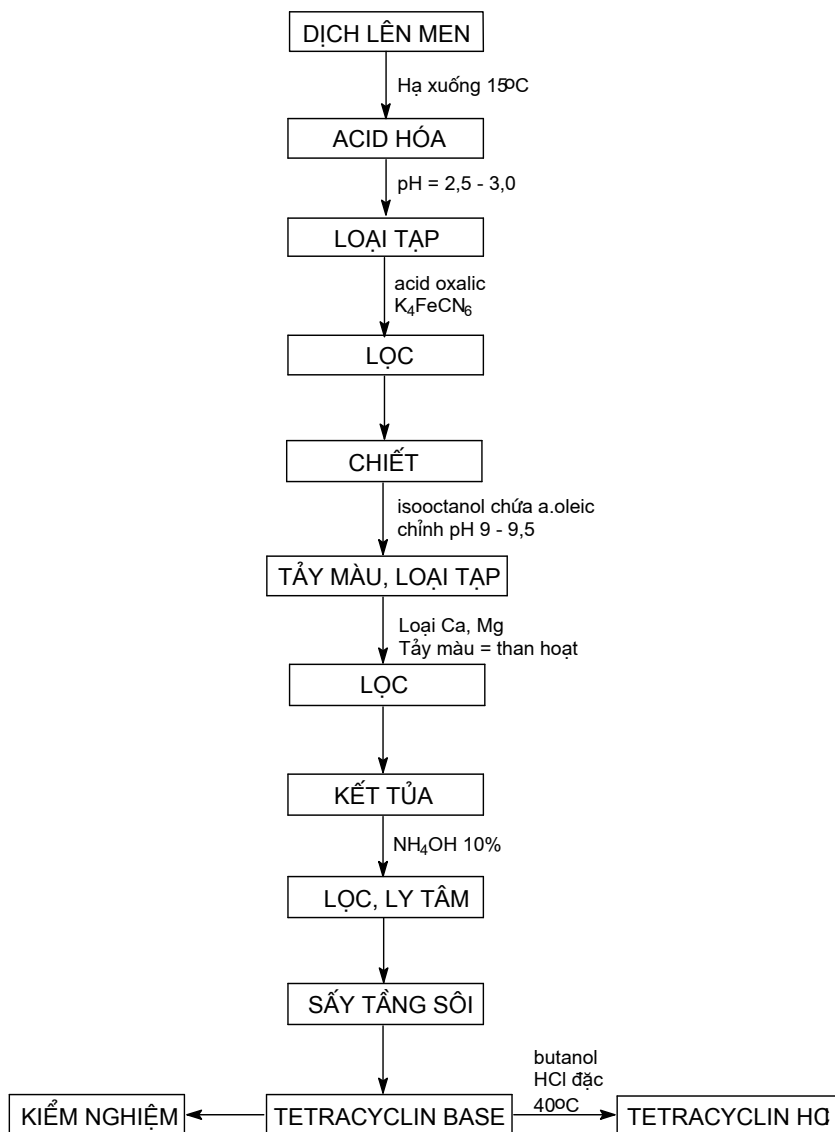 DỊCH LÊN MEN
Hạ xuống 15ºC
ACID HÓA
pH = 2,5 - 3,0
LOẠI TẠP
acid oxalic
K₄FeCN₆
LỌC
CHIẾT
isooctanol chứa a.oleic
chỉnh pH 9 - 9,5
TẢY MÀU, LOẠI TẠP
Loại Ca, Mg
Tảy màu = than hoạt
LỌC
KẾT TỦA
NH₄OH 10%
LỌC, LY TÂM
SẤY TẦNG SÔI
butanol
HCl đặc
40ºC
KIỂM NGHIỆM
TETRACYCLIN BASE
TETRACYCLIN HCl